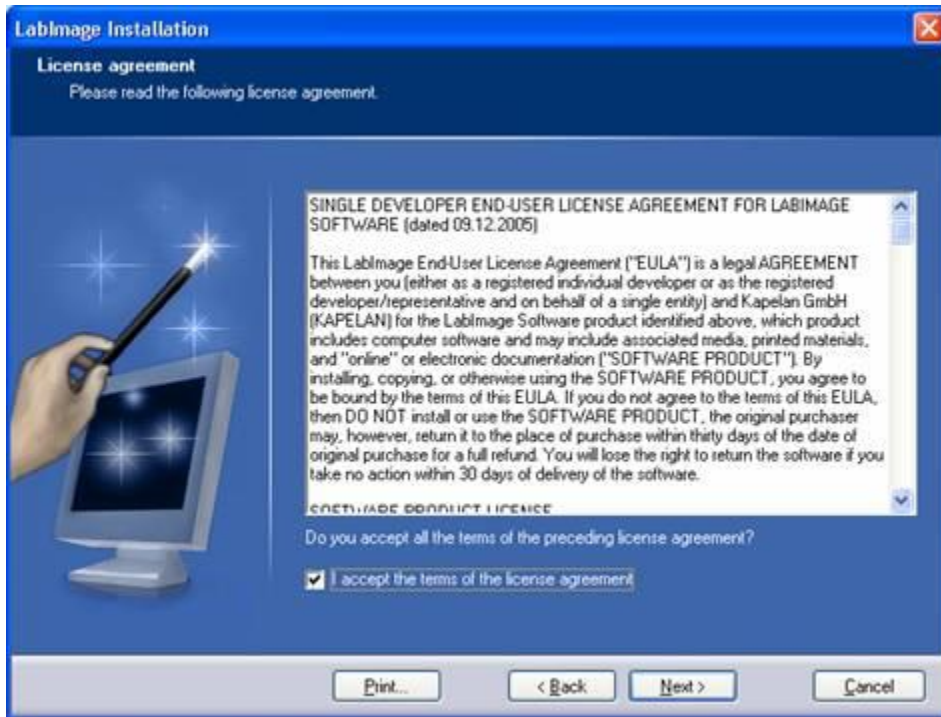 LabImage Installation
License agreement
Please read the following license agreement.
SINGLE DEVELOPER END-USER LICENSE AGREEMENT FOR LABIMAGE
SOFTWARE (dated 09.12.2005)
This LabImage End-User License Agreement ("EULA") is a legal AGREEMENT
between you (either as a registered individual developer or as the registered
developer/representative and on behalf of a single entity) and Kapelan GmbH
(KAPELAN) for the LabImage Software product identified above, which product
includes computer software and may include associated media, printed materials,
and "online" or electronic documentation ("SOFTWARE PRODUCT"). By
installing, copying, or otherwise using the SOFTWARE PRODUCT, you agree to
be bound by the terms of this EULA. If you do not agree to the terms of this EULA,
then DO NOT install or use the SOFTWARE PRODUCT, the original purchaser
may, however, return it to the place of purchase within thirty days of the date of
original purchase for a full refund. You will lose the right to return the software if you
take no action within 30 days of delivery of the software.
SOFTWARE PRODUCT LICENSE
Do you accept all the terms of the preceding license agreement?
I accept the terms of the license agreement
Print... < Back Next > Cancel